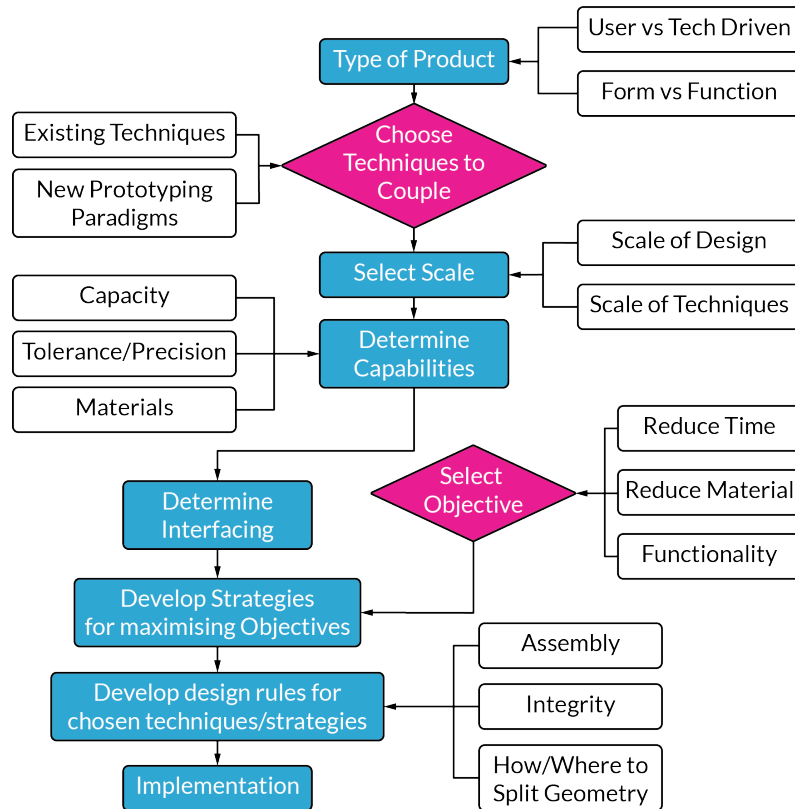 User vs Tech Driven
Type of Product
Form vs Function
Existing Techniques
Choose
Techniques to
Couple
New Prototyping
Paradigms
Scale of Design
Select Scale
Scale of Techniques
Capacity
Tolerance/Precision
Determine
Capabilities
Materials
Reduce Time
Select
Objective
Reduce Material
Functionality
Determine
Interfacing
Develop Strategies
for maximising Objectives
Assembly
Develop design rules for
chosen techniques/strategies
Integrity
How/Where to
Split Geometry
Implementation